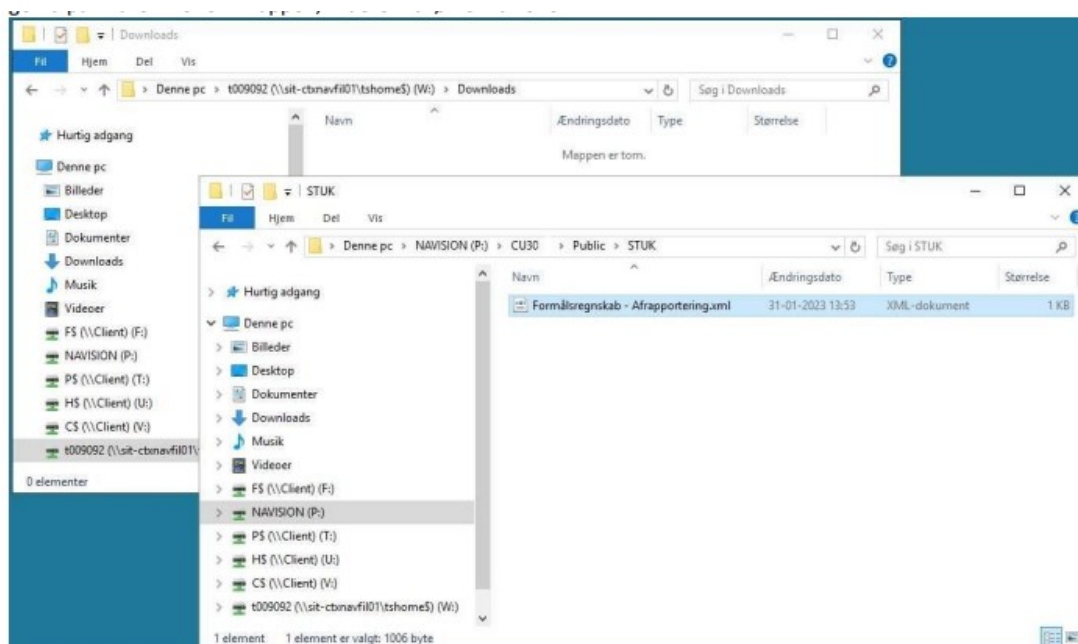 Downloads
Fil Hjem Del Vis
Denne pc > t009092 (\\sit-ctxnavfil01\tshome$) (W:) > Downloads
Søg i Downloads
Navn Ændringsdato Type Størrelse
Mappen er tom.
Hurtig adgang
Denne pc
Billeder
Desktop
Dokumenter
Downloads
Musik
Videoer
F$ (\\Client) (F:)
NAVISION (P:)
P$ (\\Client) (T:)
H$ (\\Client) (U:)
C$ (\\Client) (V:)
t009092 (\\sit-ctxnavfil01\
0 elementer
STUK
Fil Hjem Del Vis
Denne pc > NAVISION (P:) > CU30 > Public > STUK
Søg i STUK
Navn Ændringsdato Type Størrelse
Formålsregnskab - Afrapportering.xml 31-01-2023 13:53 XML-dokument 1 KB
Hurtig adgang
Denne pc
Billeder
Desktop
Dokumenter
Downloads
Musik
Videoer
F$ (\\Client) (F:)
NAVISION (P:)
P$ (\\Client) (T:)
H$ (\\Client) (U:)
C$ (\\Client) (V:)
t009092 (\\sit-ctxnavfil01\tshome$) (W:)
1 element 1 element er valgt: 1006 byte